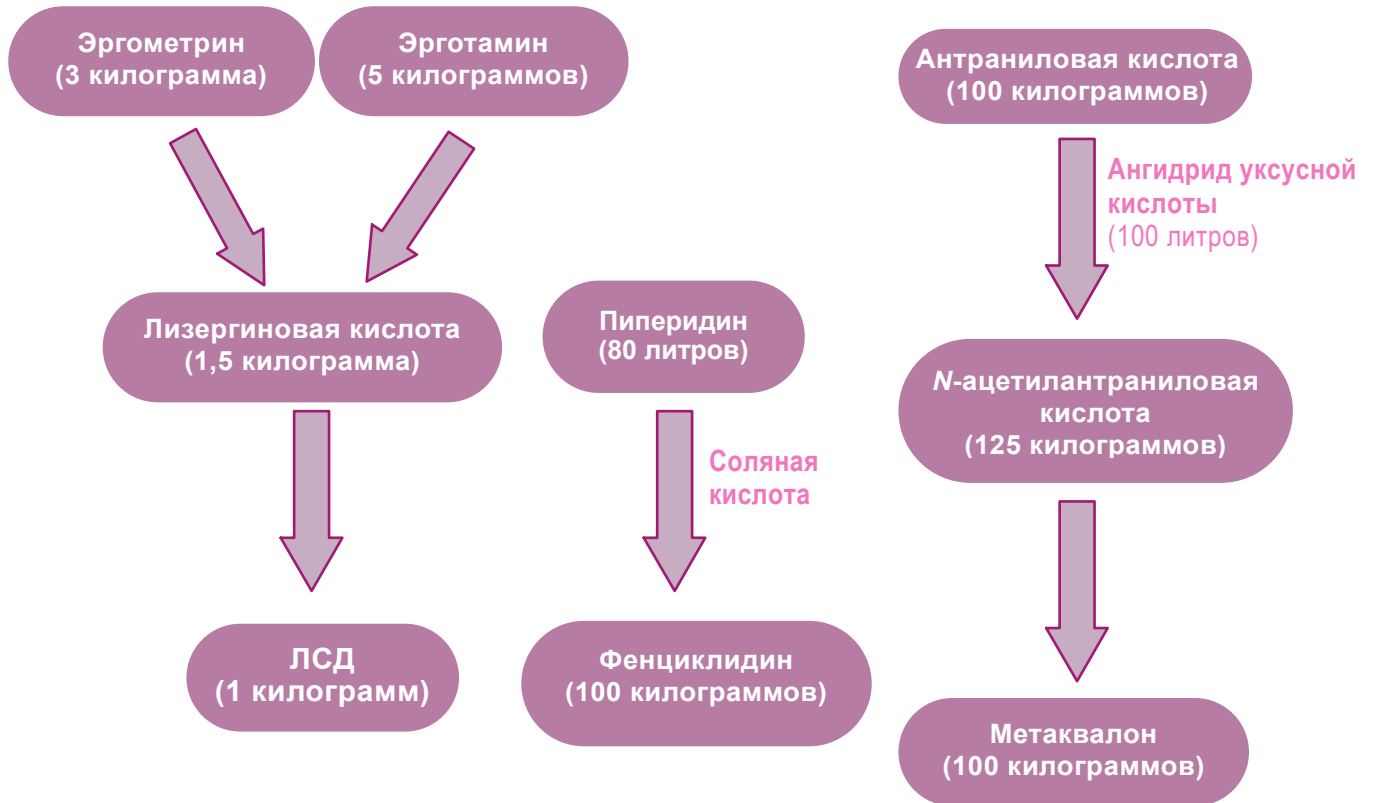 Эргометрин
(3 килограмма)
Эрготамин
(5 килограммов)
Антраниловая кислота
(100 килограммов)
Ангидрид уксусной
кислоты
(100 литров)
Лизергиновая кислота
(1,5 килограмма)
Пиперидин
(80 литров)
N-ацетилантраниловая
кислота
(125 килограммов)
Соляная
кислота
ЛСД
(1 килограмм)
Фенциклидин
(100 килограммов)
Метаквалон
(100 килограммов)